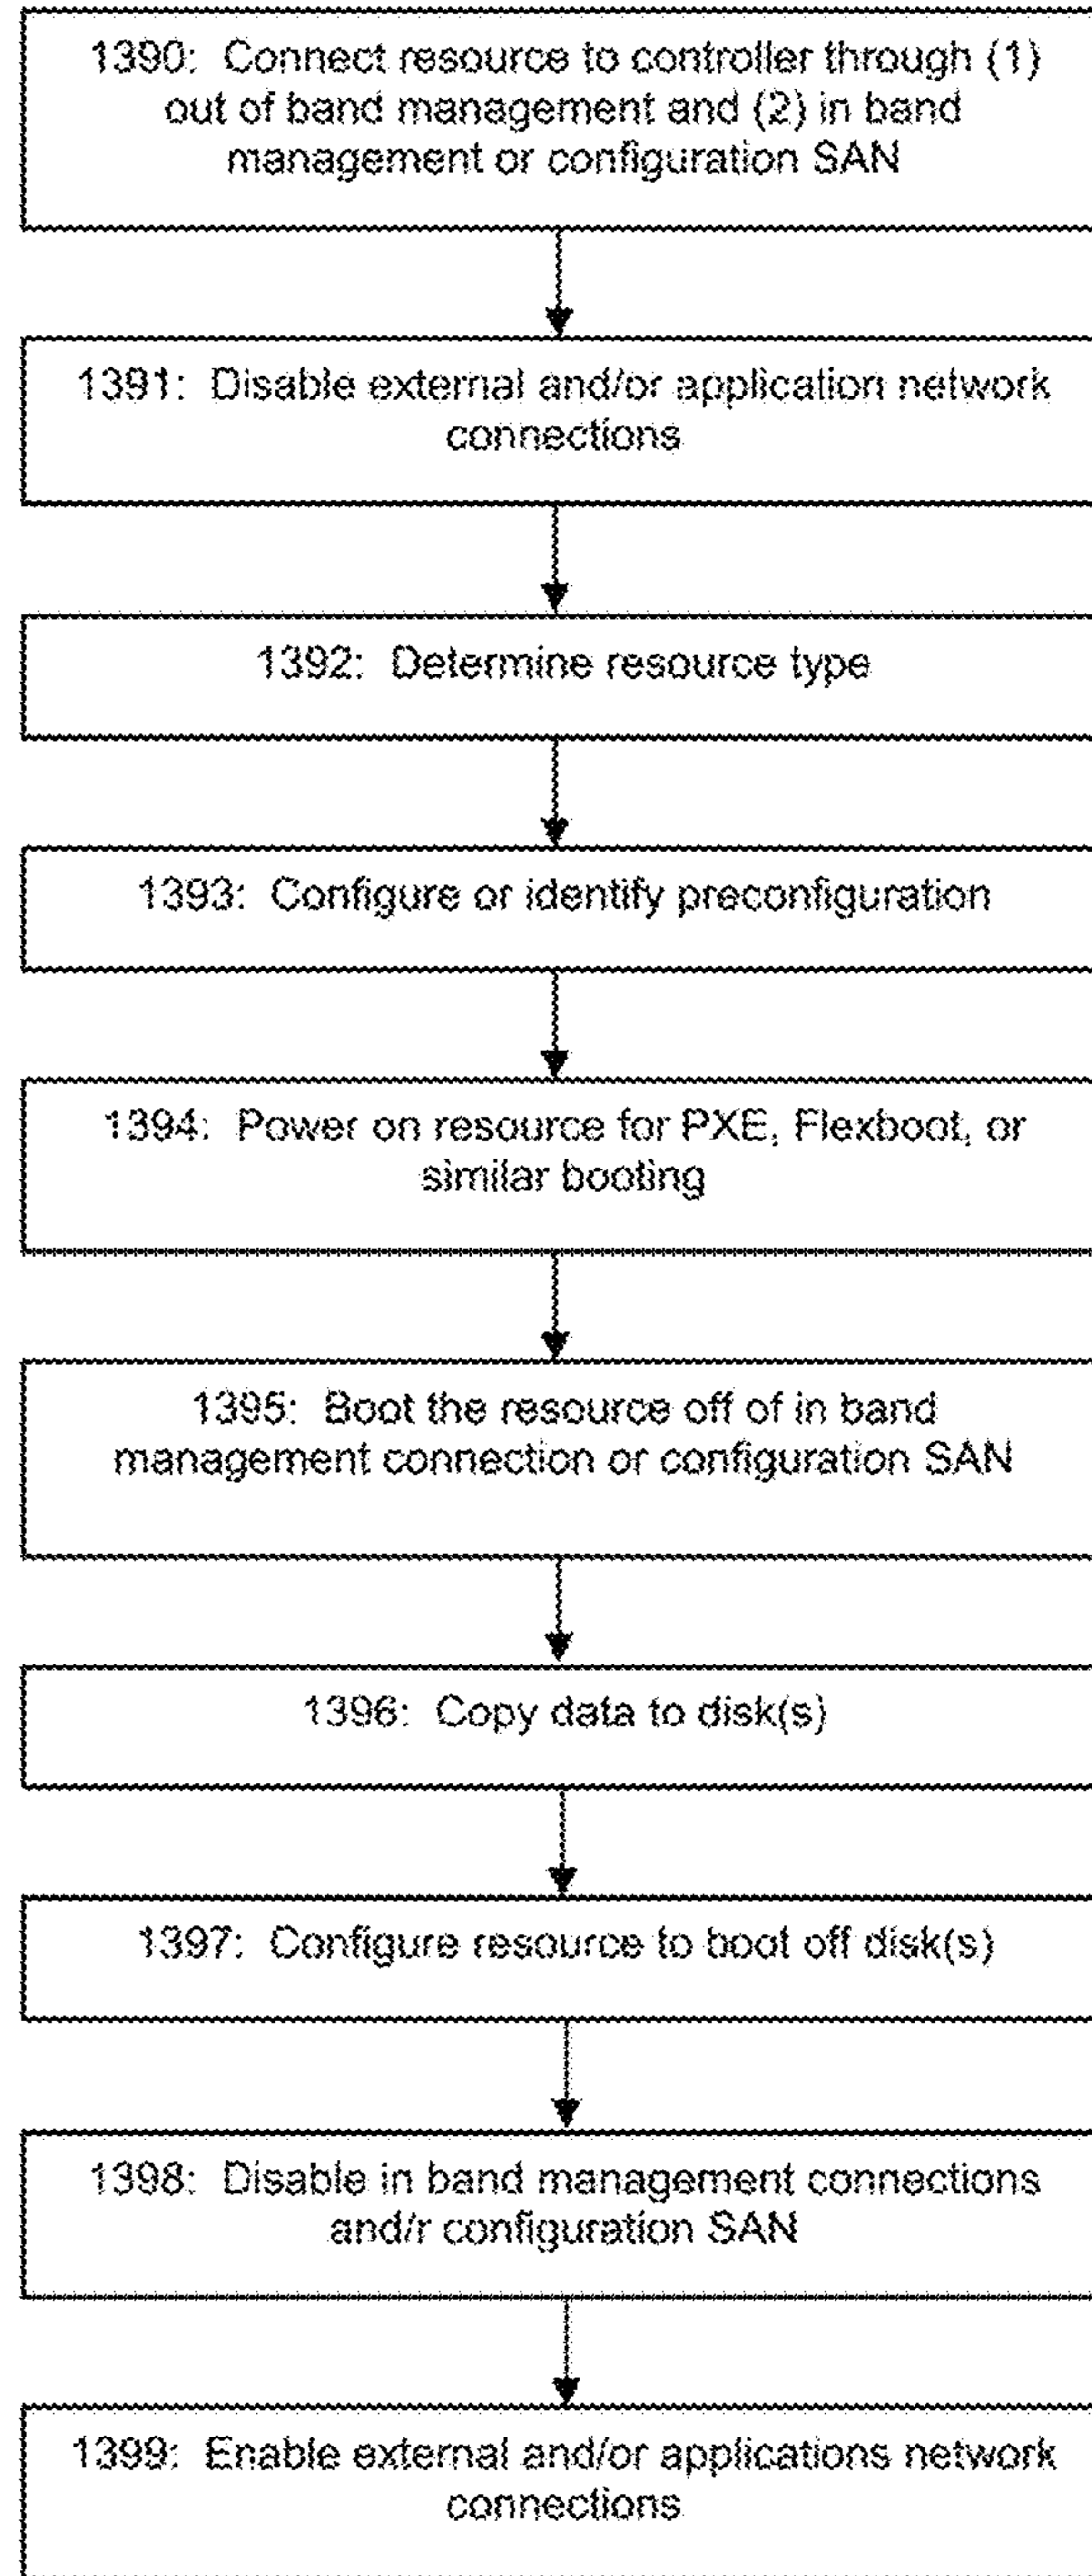 1390: Connect resource to controller through (1)
out of band management and (2) in band
management or configuration SAN
1391: Disable external and/or application network
connections
1392: Determine resource type
1393: Configure or identify preconfiguration
1394: Power on resource for PXE, Flexboot, or
similar booting
1395: Boot the resource off of in band
management connection or configuration SAN
1396: Copy data to disk(s)
1397: Configure resource to boot off disk(s)
1398: Disable in band management connections
and/r configuration SAN
1399: Enable external and/or applications network
connections